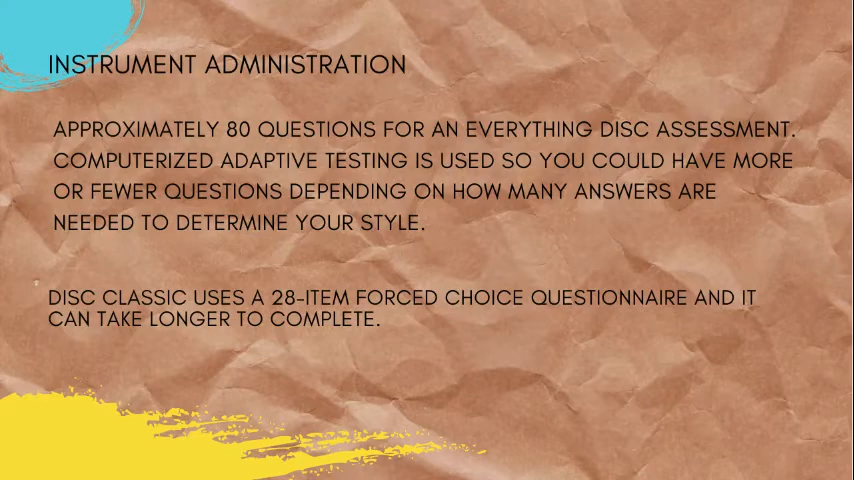 INSTRUMENT ADMINISTRATION
APPROXIMATELY 80 QUESTIONS FOR AN EVERYTHING DISC ASSESSMENT.
COMPUTERIZED ADAPTIVE TESTING IS USED SO YOU COULD HAVE MORE
OR FEWER QUESTIONS DEPENDING ON HOW MANY ANSWERS ARE
NEEDED TO DETERMINE YOUR STYLE.
DISC CLASSIC USES A 28-ITEM FORCED CHOICE QUESTIONNAIRE AND IT
CAN TAKE LONGER TO COMPLETE.